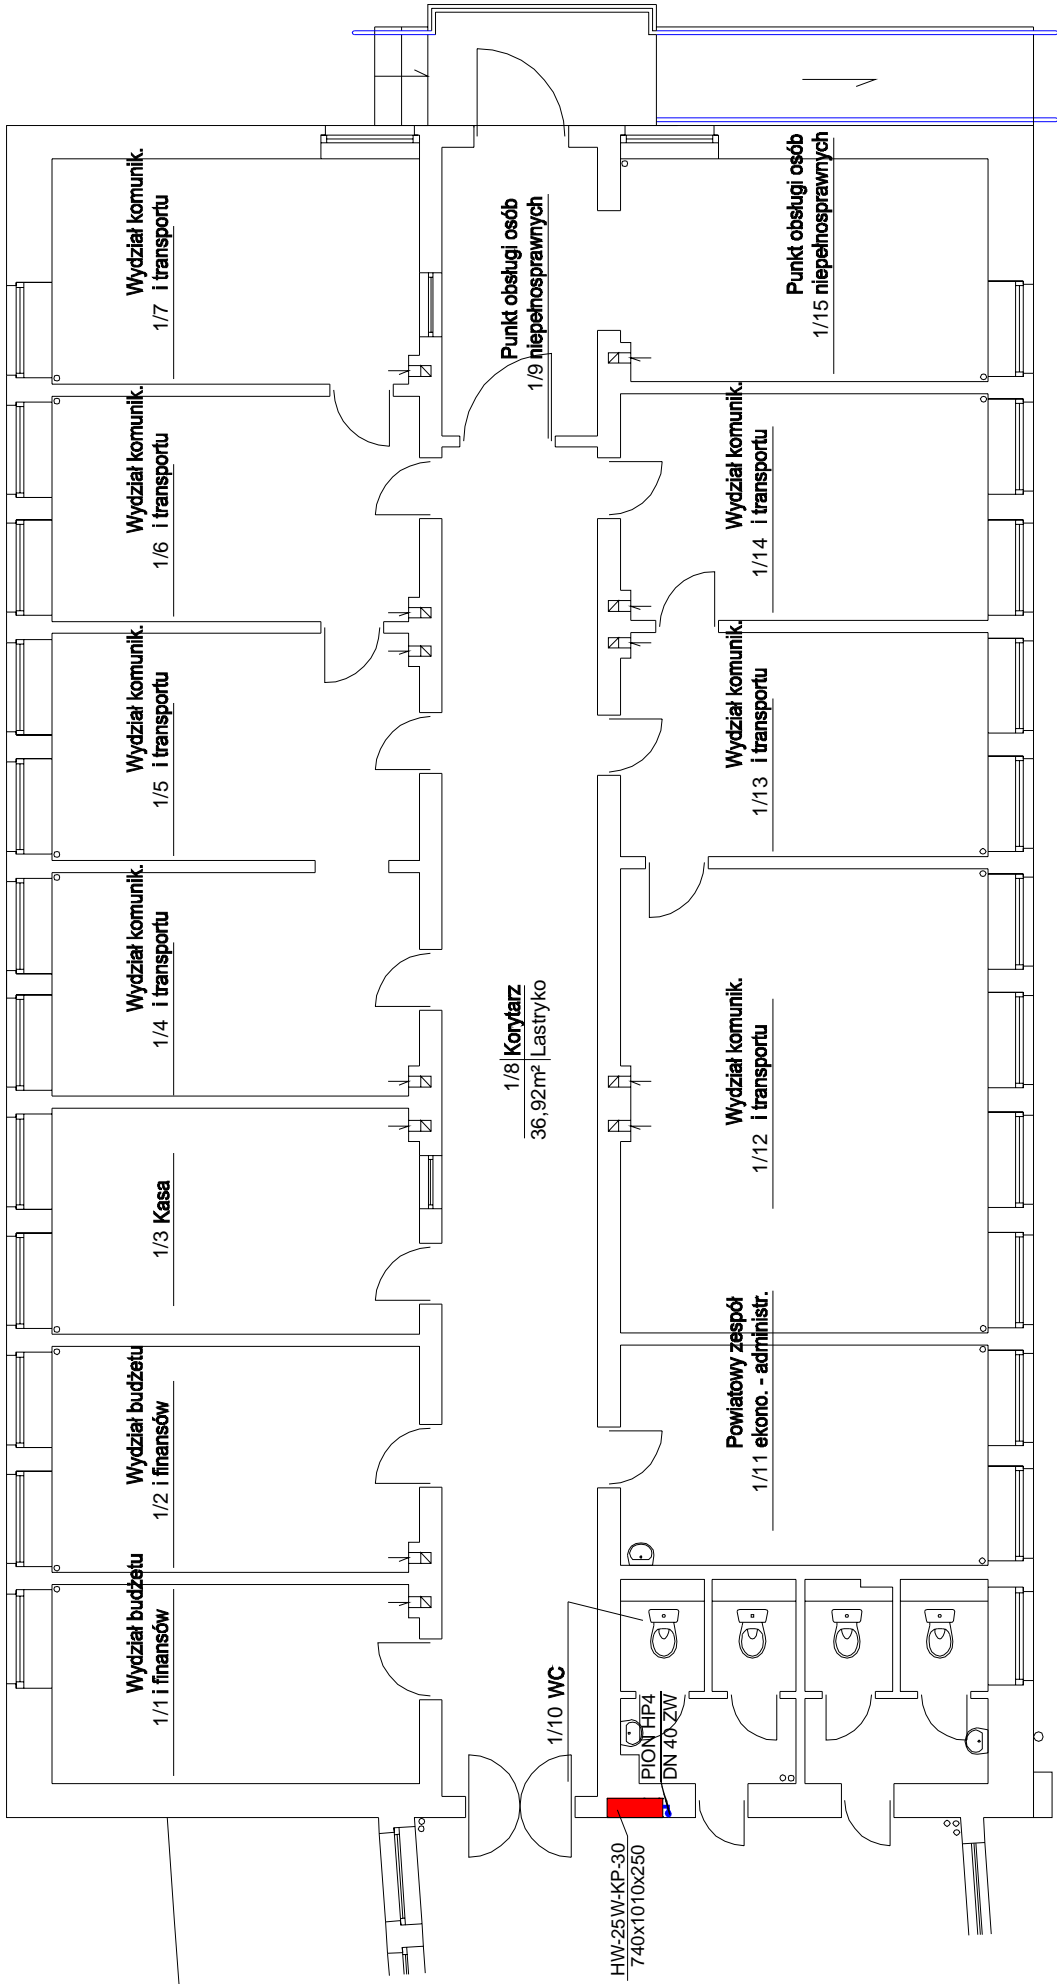 Wydział komunik.
1/7 i transportu
Wydział komunik.
1/6 i transportu
Wydział komunik.
1/5 i transportu
Wydział komunik.
1/4 i transportu
1/3 Kasa
Wydział budżetu
1/2 i finansów
Wydział budżetu
1/1 i finansów
Punkt obsługi osób
1/9 niepełnosprawnych
1/8 Korytarz
36,92m² Lastryko
1/10 WC
Punkt obsługi osób
1/15 niepełnosprawnych
Wydział komunik.
1/14 i transportu
Wydział komunik.
1/13 i transportu
Wydział komunik.
1/12 i transportu
Powiatowy zespół
1/11 ekono. - administr.
PION HP4
DN 40 ZW
HW-25W-KP-30
740x1010x250